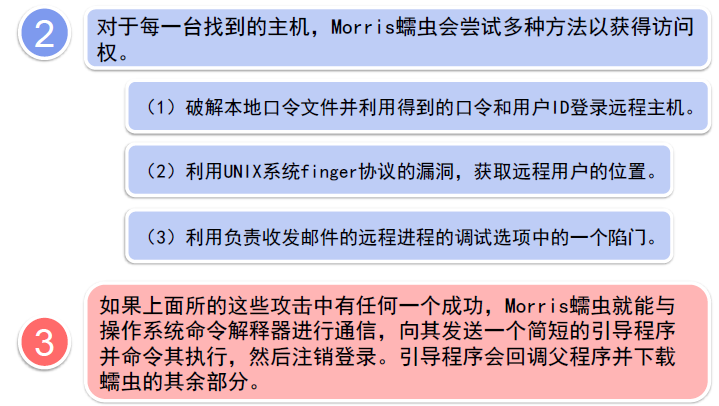 2
对于每一台找到的主机，Morris蠕虫会尝试多种方法以获得访问
权。
（1）破解本地口令文件并利用得到的口令和用户ID登录远程主机。
（2）利用UNIX系统finger协议的漏洞，获取远程用户的位置。
（3）利用负责收发邮件的远程进程的调试选项中的一个陷门。
3
如果上面所的这些攻击中有任何一个成功，Morris蠕虫就能与
操作系统命令解释器进行通信，向其发送一个简短的引导程序
并命令其执行，然后注销登录。引导程序会回调父程序并下载
蠕虫的其余部分。